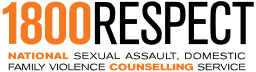 1800RESPECT
NATIONAL SEXUAL ASSAULT, DOMESTIC
FAMILY VIOLENCE COUNSELLING SERVICE